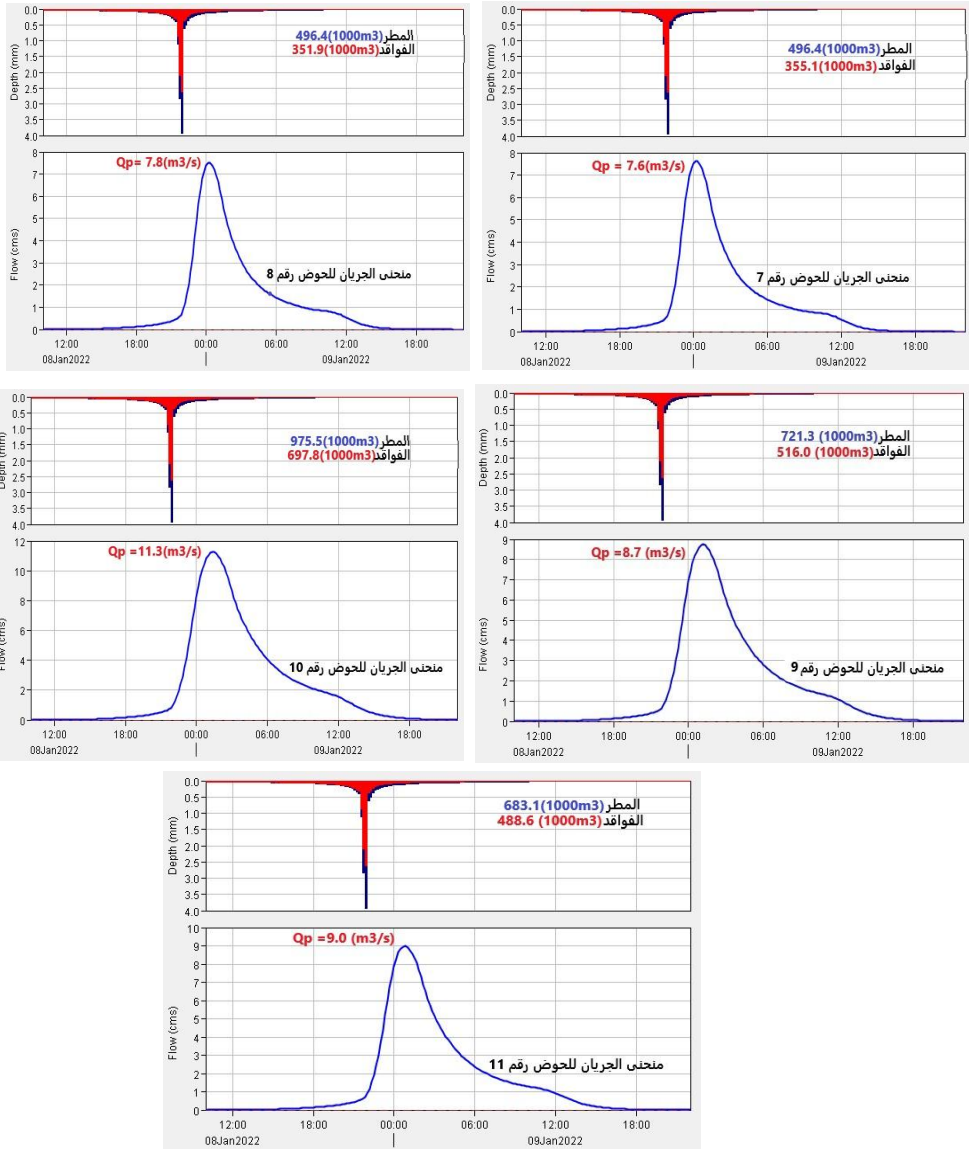 0.0
0.5
1.0
1.5
2.0
2.5
3.0
3.5
4.0
Depth (mm)
المطر496.4(1000m3)
الفواقد351.9(1000m3)
8
7
6
5
4
3
2
1
0
Flow (cms)
Qp= 7.8(m3/s)
منحنى الجريان للحوض رقم 8
12:00 18:00 00:00 06:00 12:00 18:00
08Jan2022 09Jan2022
0.0
0.5
1.0
1.5
2.0
2.5
3.0
3.5
4.0
Depth (mm)
المطر496.4(1000m3)
الفواقد355.1(1000m3)
8
7
6
5
4
3
2
1
0
Flow (cms)
Qp = 7.6(m3/s)
منحنى الجريان للحوض رقم 7
12:00 18:00 00:00 06:00 12:00 18:00
08Jan2022 09Jan2022
0.0
0.5
1.0
1.5
2.0
2.5
3.0
3.5
4.0
Depth (mm)
المطر975.5(1000m3)
الفواقد697.8(1000m3)
12
10
8
6
4
2
0
Flow (cms)
Qp =11.3(m3/s)
منحنى الجريان للحوض رقم 10
12:00 18:00 00:00 06:00 12:00 18:00
08Jan2022 09Jan2022
0.0
0.5
1.0
1.5
2.0
2.5
3.0
3.5
4.0
Depth (mm)
المطر721.3 (1000m3)
الفواقد516.0 (1000m3)
9
8
7
6
5
4
3
2
1
0
Flow (cms)
Qp =8.7 (m3/s)
منحنى الجريان للحوض رقم 9
12:00 18:00 00:00 06:00 12:00 18:00
08Jan2022 09Jan2022
0.0
0.5
1.0
1.5
2.0
2.5
3.0
3.5
4.0
Depth (mm)
المطر683.1(1000m3)
الفواقد488.6 (1000m3)
10
9
8
7
6
5
4
3
2
1
0
Flow (cms)
Qp =9.0 (m3/s)
منحنى الجريان للحوض رقم 11
12:00 18:00 00:00 06:00 12:00 18:00
08Jan2022 09Jan2022